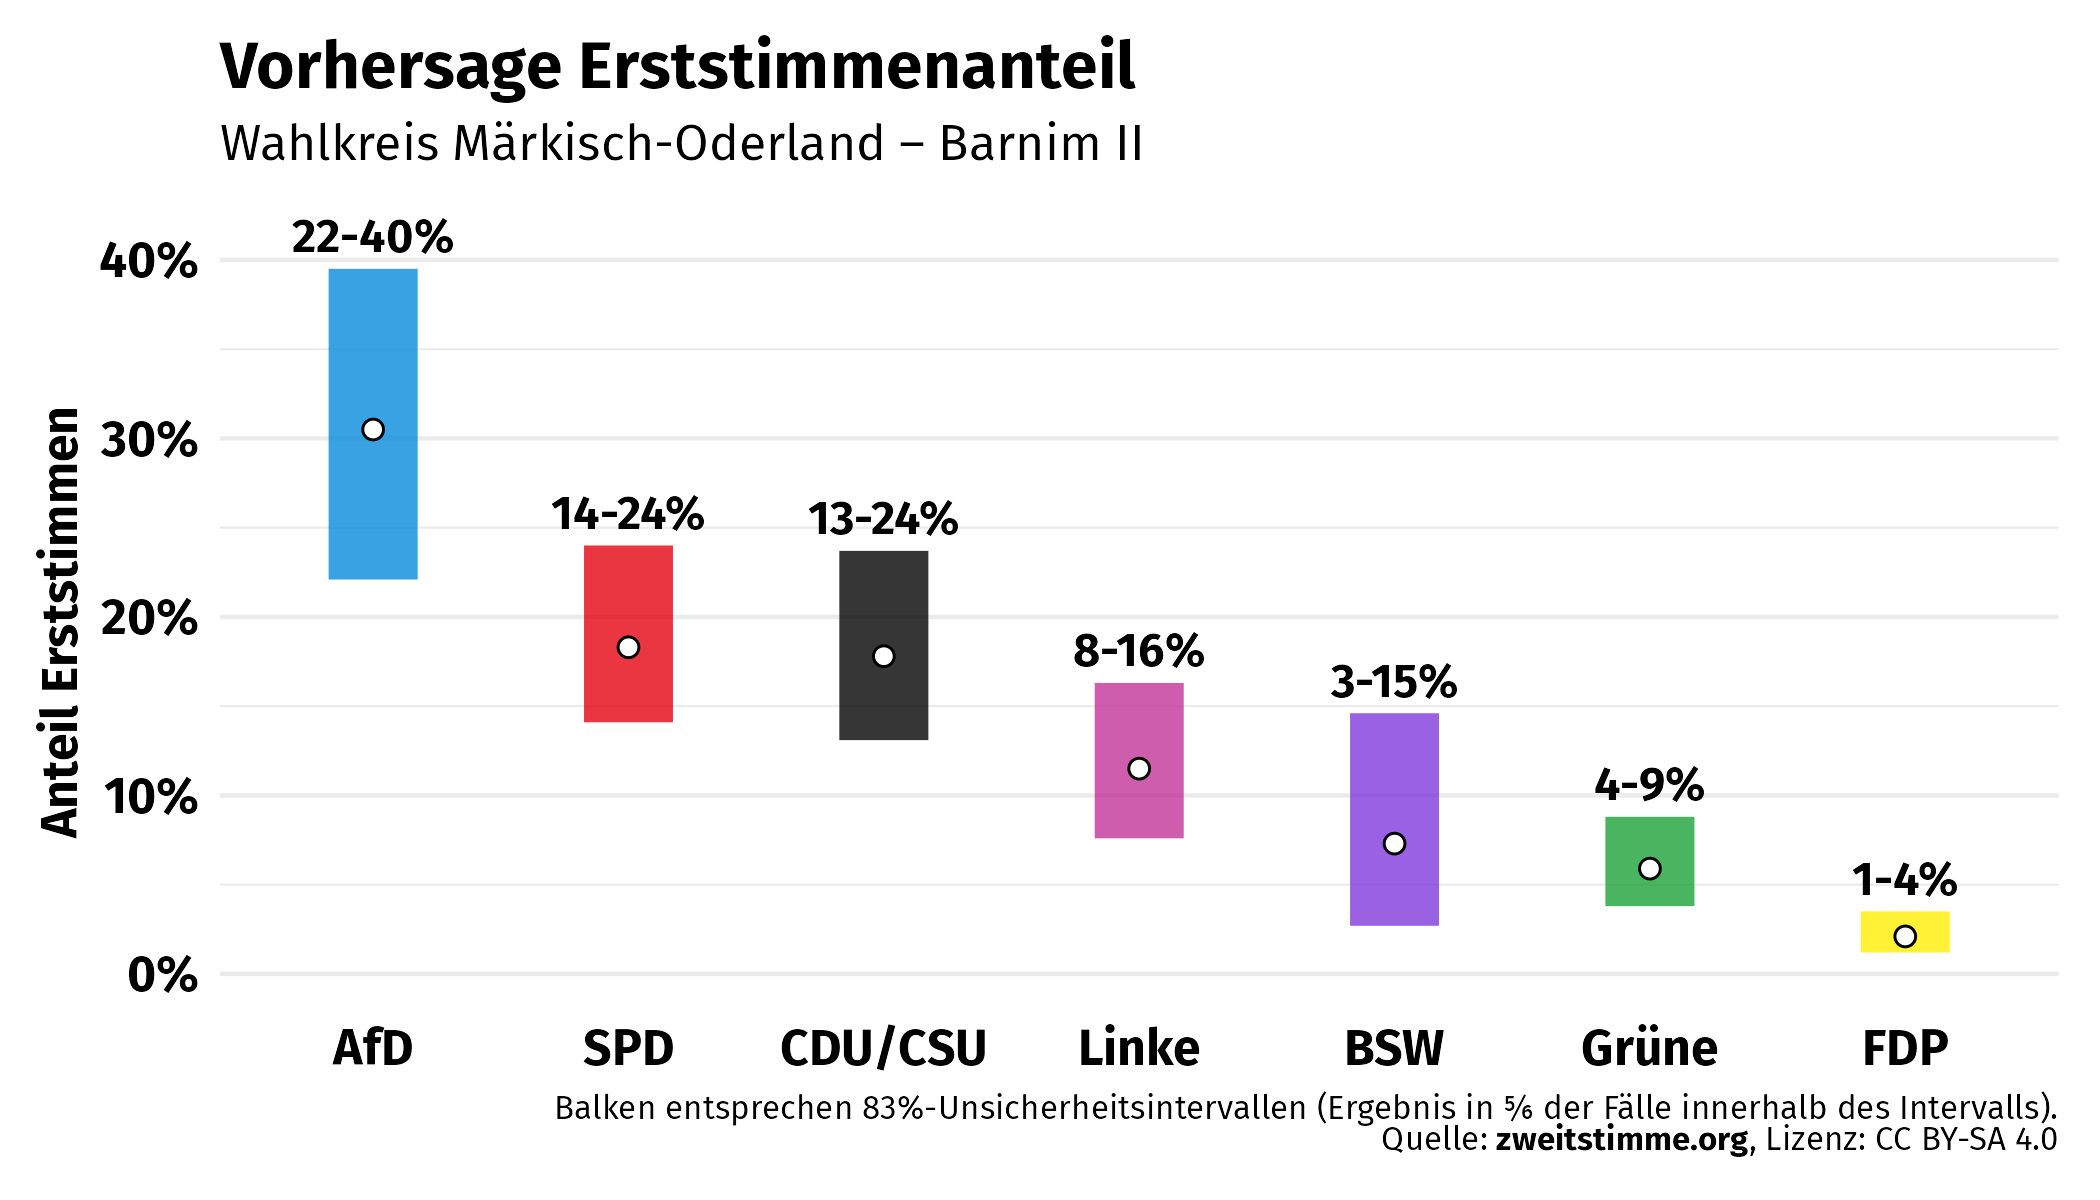 Vorhersage Erststimmenanteil
Wahlkreis Märkisch-Oderland – Barnim II
Anteil Erststimmen
40%
30%
20%
10%
0%
22-40%
14-24%
13-24%
8-16%
3-15%
4-9%
1-4%
AfD SPD CDU/CSU Linke BSW Grüne FDP
Balken entsprechen 83%-Unsicherheitsintervallen (Ergebnis in ⅚ der Fälle innerhalb des Intervalls).
Quelle: zweitstimme.org, Lizenz: CC BY-SA 4.0